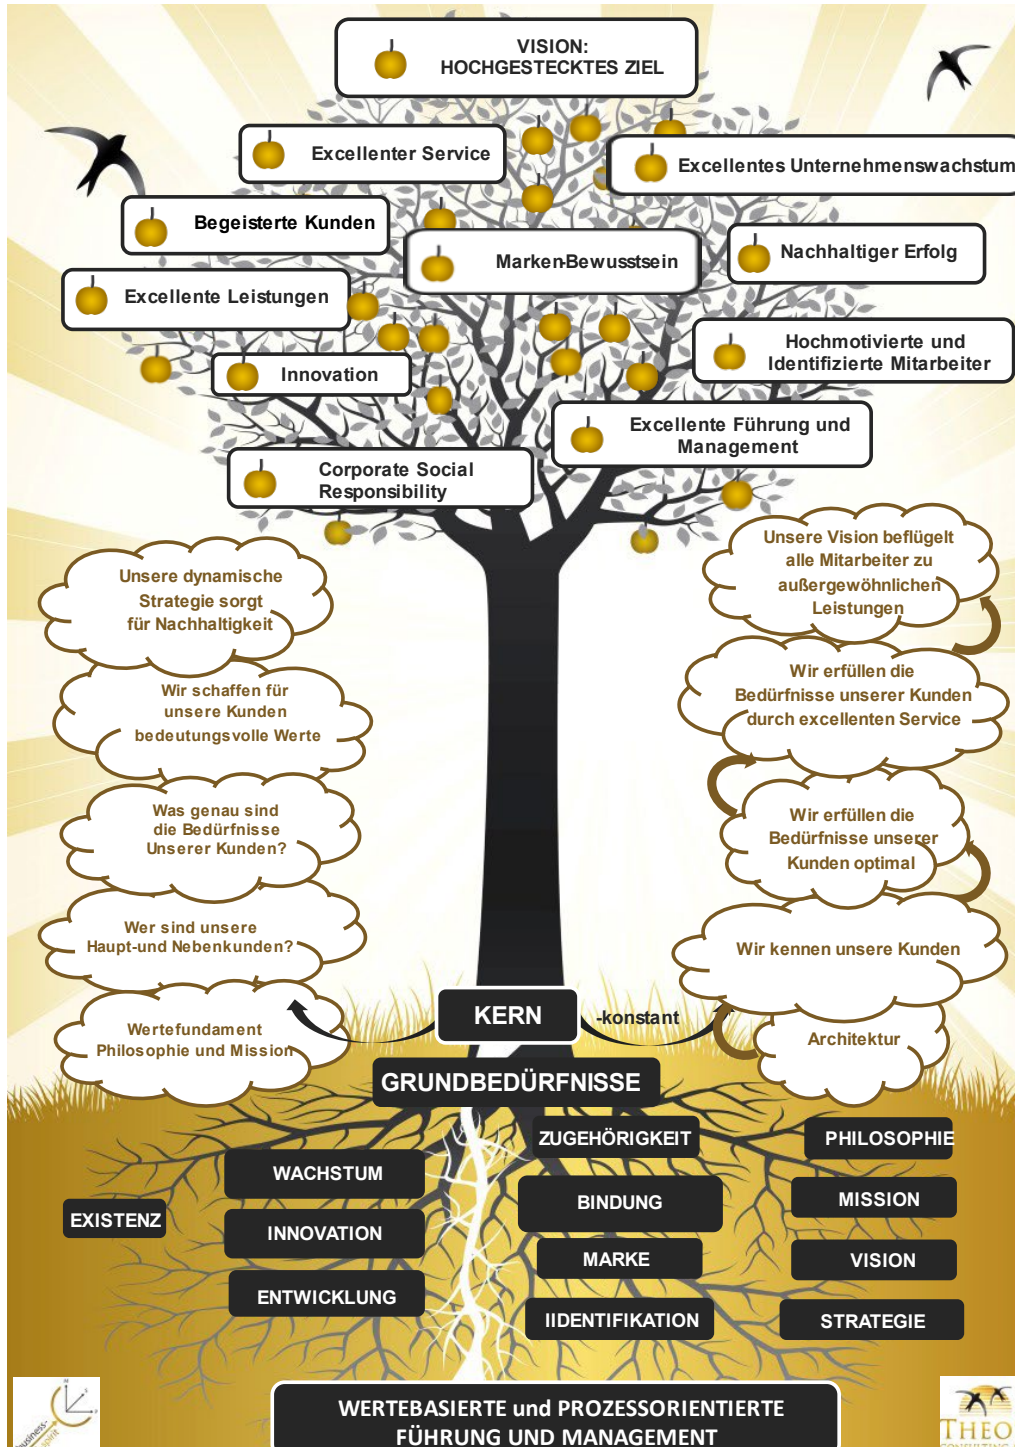 VISION:
HOCHGESTECKTES ZIEL
Excellenter Service
Excellentes Unternehmenswachstum
Begeisterte Kunden
Marken-Bewusstsein
Nachhaltiger Erfolg
Excellente Leistungen
Hochmotivierte und
Identifizierte Mitarbeiter
Innovation
Excellente Führung und
Management
Corporate Social
Responsibility
Unsere dynamische
Strategie sorgt
für Nachhaltigkeit
Wir schaffen für
unsere Kunden
bedeutungsvolle Werte
Was genau sind
die Bedürfnisse
Unserer Kunden?
Wer sind unsere
Haupt-und Nebenkunden?
Wertefundament
Philosophie und Mission
Unsere Vision beflügelt
alle Mitarbeiter zu
außergewöhnlichen
Leistungen
Wir erfüllen die
Bedürfnisse unserer Kunden
durch excellenten Service
Wir erfüllen die
Bedürfnisse unserer
Kunden optimal
Wir kennen unsere Kunden
Architektur
KERN
-konstant
GRUNDBEDÜRFNISSE
EXISTENZ
WACHSTUM
INNOVATION
ENTWICKLUNG
ZUGEHÖRIGKEIT
BINDUNG
MARKE
IIDENTIFIKATION
PHILOSOPHIE
MISSION
VISION
STRATEGIE
WERTEBASIERTE und PROZESSORIENTIERTE
FÜHRUNG UND MANAGEMENT
business-
spirit
THEO
CONSULTING